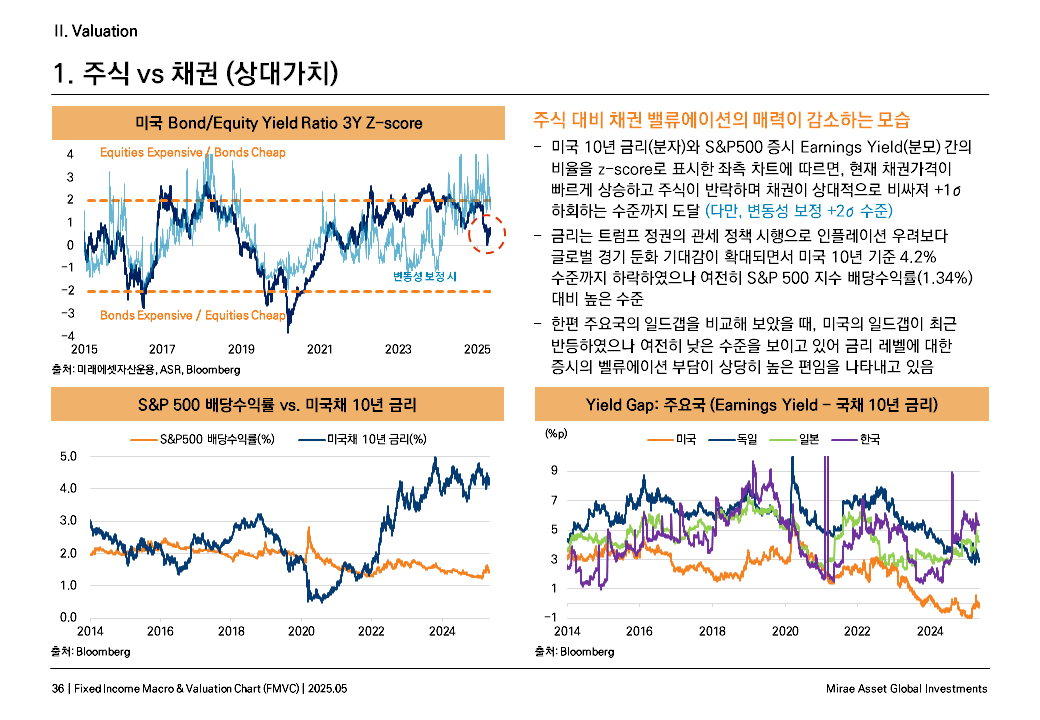 II. Valuation
1. 주식 vs 채권 (상대가치)
미국 Bond/Equity Yield Ratio 3Y Z-score
4
3
2
1
0
-1
-2
-3
-4
Equities Expensive / Bonds Cheap
변동성 보정 시
Bonds Expensive / Equities Cheap
2015 2017 2019 2021 2023 2025
출처: 미래에셋자산운용, ASR, Bloomberg
주식 대비 채권 밸류에이션의 매력이 감소하는 모습
– 미국 10년 금리(분자)와 S&P500 증시 Earnings Yield(분모) 간의
비율을 z-score로 표시한 좌측 차트에 따르면, 현재 채권가격이
빠르게 상승하고 주식이 반락하며 채권이 상대적으로 비싸져 +1σ
하회하는 수준까지 도달 (다만, 변동성 보정 +2σ 수준)
– 금리는 트럼프 정권의 관세 정책 시행으로 인플레이션 우려보다
글로벌 경기 둔화 기대감이 확대되면서 미국 10년 기준 4.2%
수준까지 하락하였으나 여전히 S&P 500 지수 배당수익률(1.34%)
대비 높은 수준
– 한편 주요국의 일드갭을 비교해 보았을 때, 미국의 일드갭이 최근
반등하였으나 여전히 낮은 수준을 보이고 있어 금리 레벨에 대한
증시의 벨류에이션 부담이 상당히 높은 편임을 나타내고 있음
S&P 500 배당수익률 vs. 미국채 10년 금리
S&P500 배당수익률(%) 미국채 10년 금리(%)
5.0
4.0
3.0
2.0
1.0
0.0
2014 2016 2018 2020 2022 2024
출처: Bloomberg
Yield Gap: 주요국 (Earnings Yield – 국채 10년 금리)
(%p)
미국 독일 일본 한국
9
7
5
3
1
-1
2014 2016 2018 2020 2022 2024
출처: Bloomberg
36 | Fixed Income Macro & Valuation Chart (FMVC) | 2025.05
Mirae Asset Global Investments